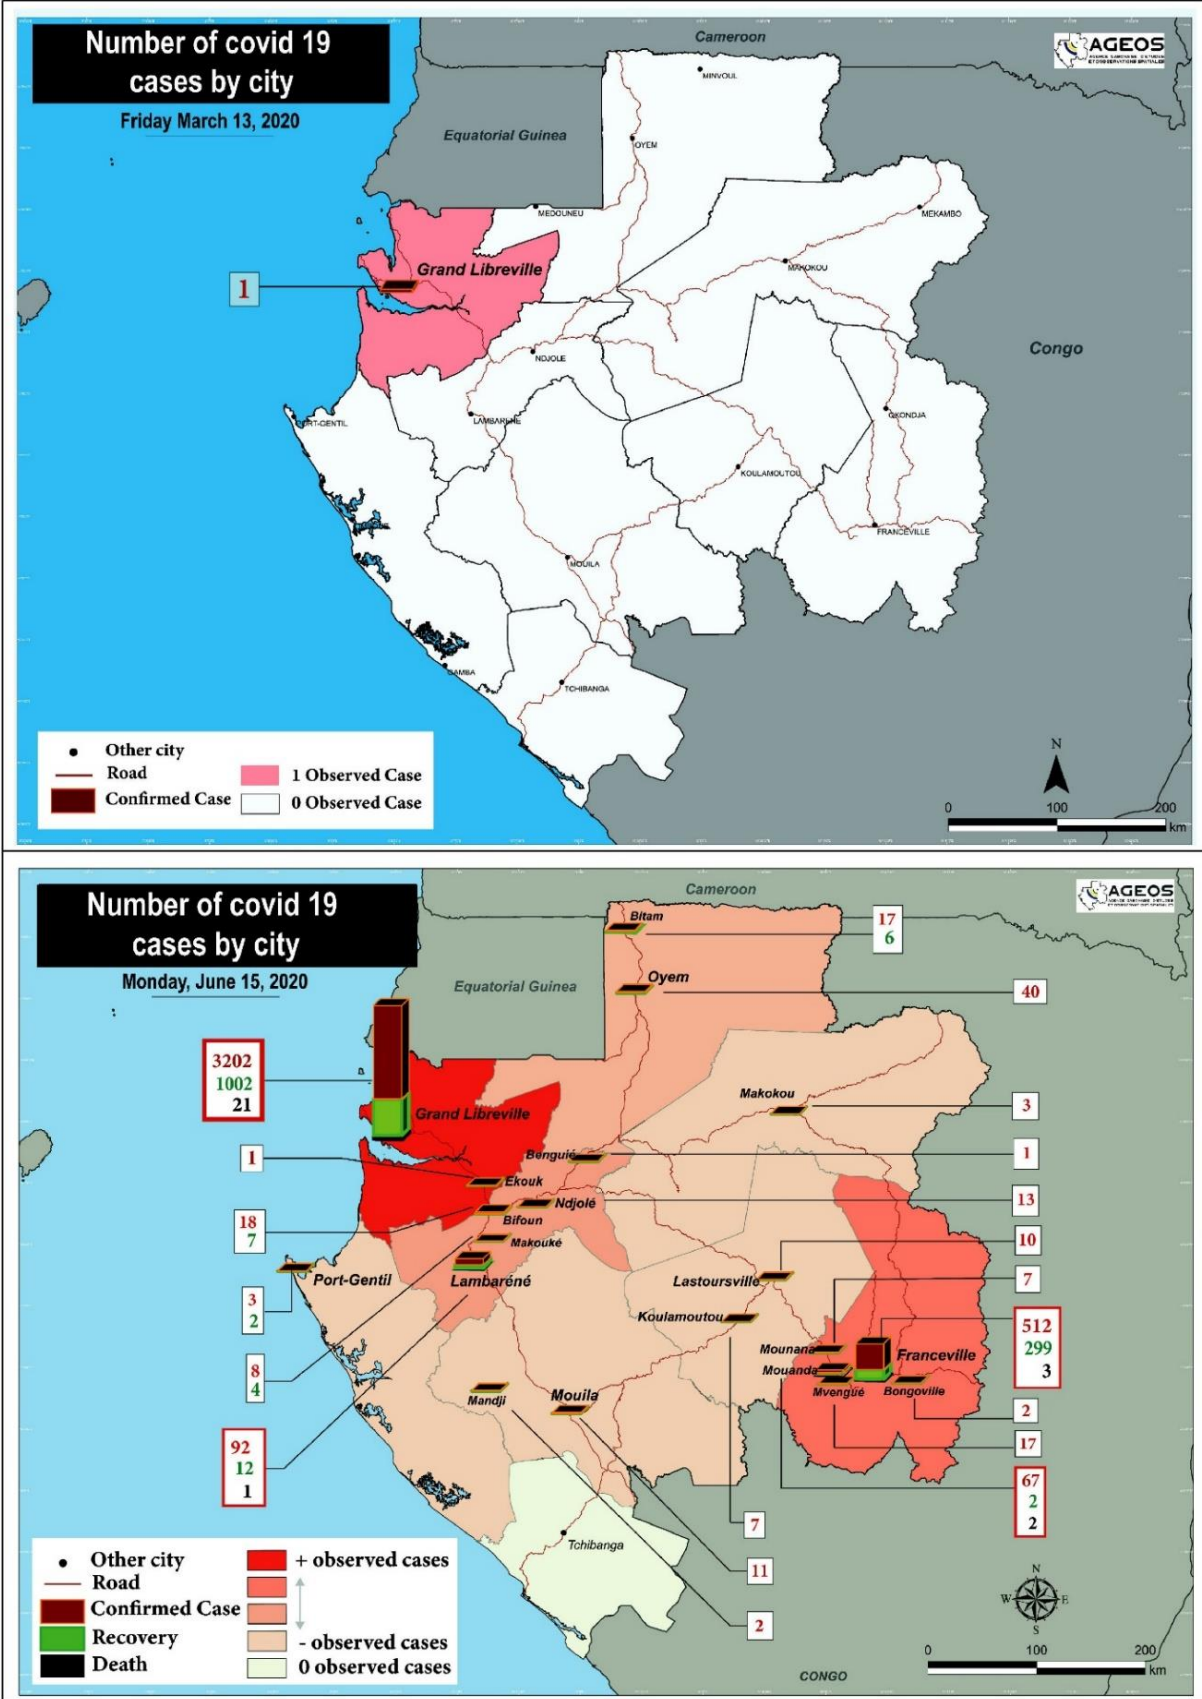 Number of covid 19
cases by city
Friday March 13, 2020
Cameroon
AGEOS
MINVOUL
Equatorial Guinea
OYEM
MEDOUNEU
MEKAMBO
Grand Libreville
MAKOKOU
1
Congo
NDJOLE
OKONDJA
PORT-GENTIL
LAMBARENE
KOULAMOUTOU
FRANCEVILLE
MOUILA
GAMBA
TCHIBANGA
Other city
Road
Confirmed Case
1 Observed Case
0 Observed Case
N
0 100 200
km
Number of covid 19
cases by city
Monday, June 15, 2020
Cameroon
AGEOS
Bitam
17
6
Equatorial Guinea
Oyem
40
3202
1002
21
Makokou
3
Grand Libreville
1
Benguié
1
Ekouk
Ndjolé
13
18
7
Bifoun
Makouké
10
Port-Gentil
Lambaréné
Lastoursville
7
3
2
Koulamoutou
512
299
3
Mounana
Franceville
8
4
Mouanda
Mvengué
Bongoville
Mandji
Mouila
2
17
92
12
1
67
2
2
7
Tchibanga
11
2
Other city
Road
Confirmed Case
Recovery
Death
+ observed cases
- observed cases
0 observed cases
N
W E
S
0 100 200
km
CONGO